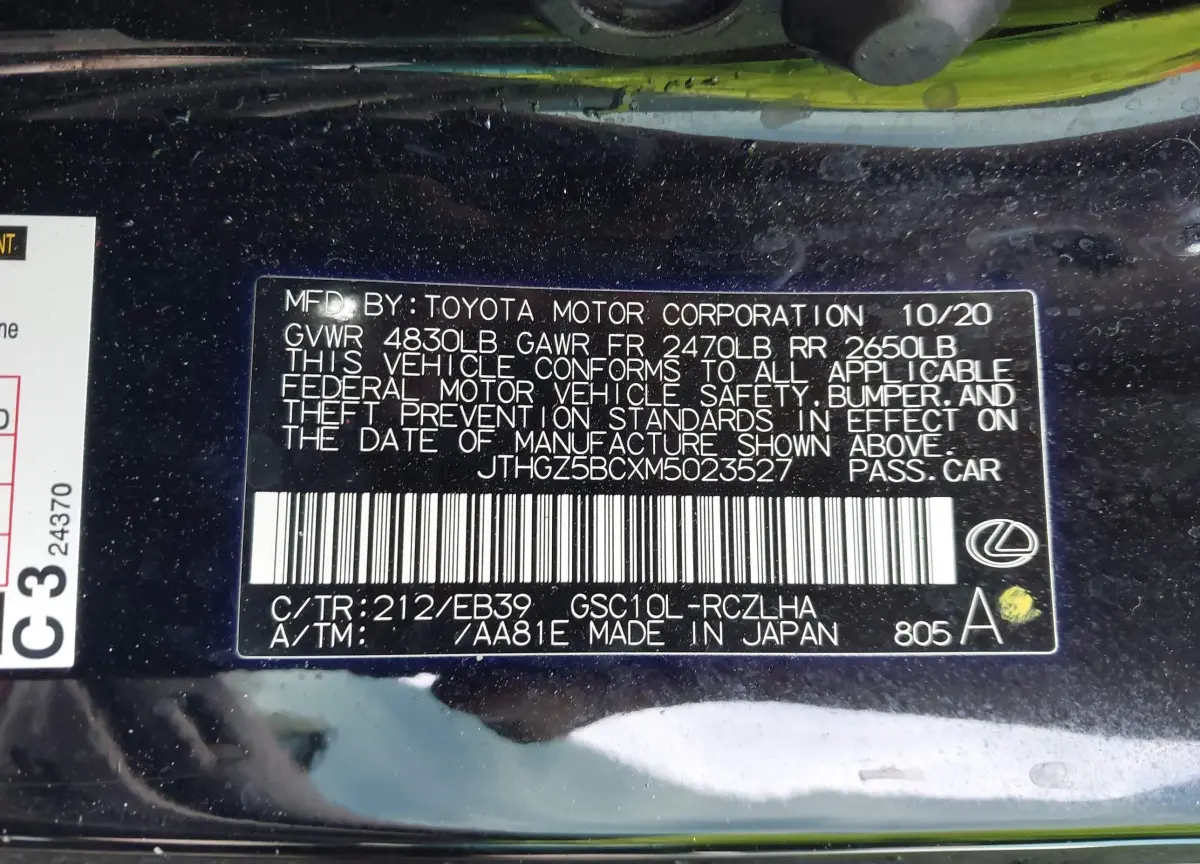 MFD BY:TOYOTA MOTOR CORPORATION 10/20
GVWR 4830LB GAWR FR 2470LB RR 2650LB
THIS VEHICLE CONFORMS TO ALL APPLICABLE
FEDERAL MOTOR VEHICLE SAFETY.BUMPER.AND
THEFT PREVENTION STANDARDS IN EFFECT ON
THE DATE OF MANUFACTURE SHOWN ABOVE.
JTHGZ5BCXM5023527 PASS.CAR
C/TR:212/EB39 GSC10L-RCZLHA
A/TM: /AA81E MADE IN JAPAN 805 A
C3 24370